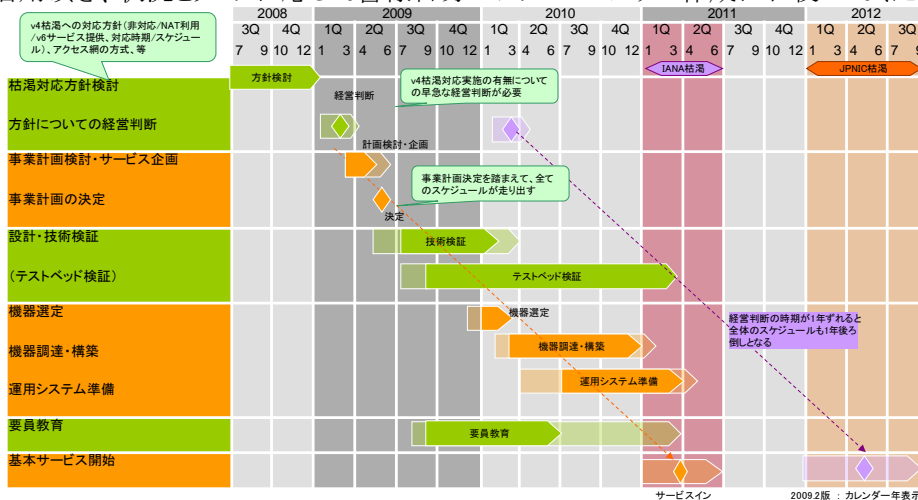 v4枯渇への対応方針(非対応/NAT利用
/v6サービス提供、対応時期/スケジュー
ル)、アクセス網の方式、等
2008 2009 2010 2011 2012
3Q 4Q 1Q 2Q 3Q 4Q 1Q 2Q 3Q 4Q 1Q 2Q 3Q 4Q 1Q 2Q 3Q
7 9 10 12 1 3 4 6 7 9 10 12 1 3 4 6 7 9 10 12 1 3 4 6 7 9 10 12 1 3 4 6 7 9
IANA枯渇 JPNIC枯渇
枯渇対応方針検討
方針検討
v4枯渇対応実施の有無について
の早急な経営判断が必要
経営判断
方針についての経営判断
計画検討・企画
事業計画検討・サービス企画
事業計画決定を踏まえて、全て
のスケジュールが走り出す
事業計画の決定
決定
設計・技術検証
技術検証
(テストベッド検証)
テストベッド検証
機器選定
機器選定
経営判断の時期が1年ずれると
全体のスケジュールも1年後ろ
倒しとなる
機器調達・構築
機器調達・構築
運用システム準備
運用システム準備
要員教育
要員教育
基本サービス開始
サービスイン
2009.2版 : カレンダー年表示